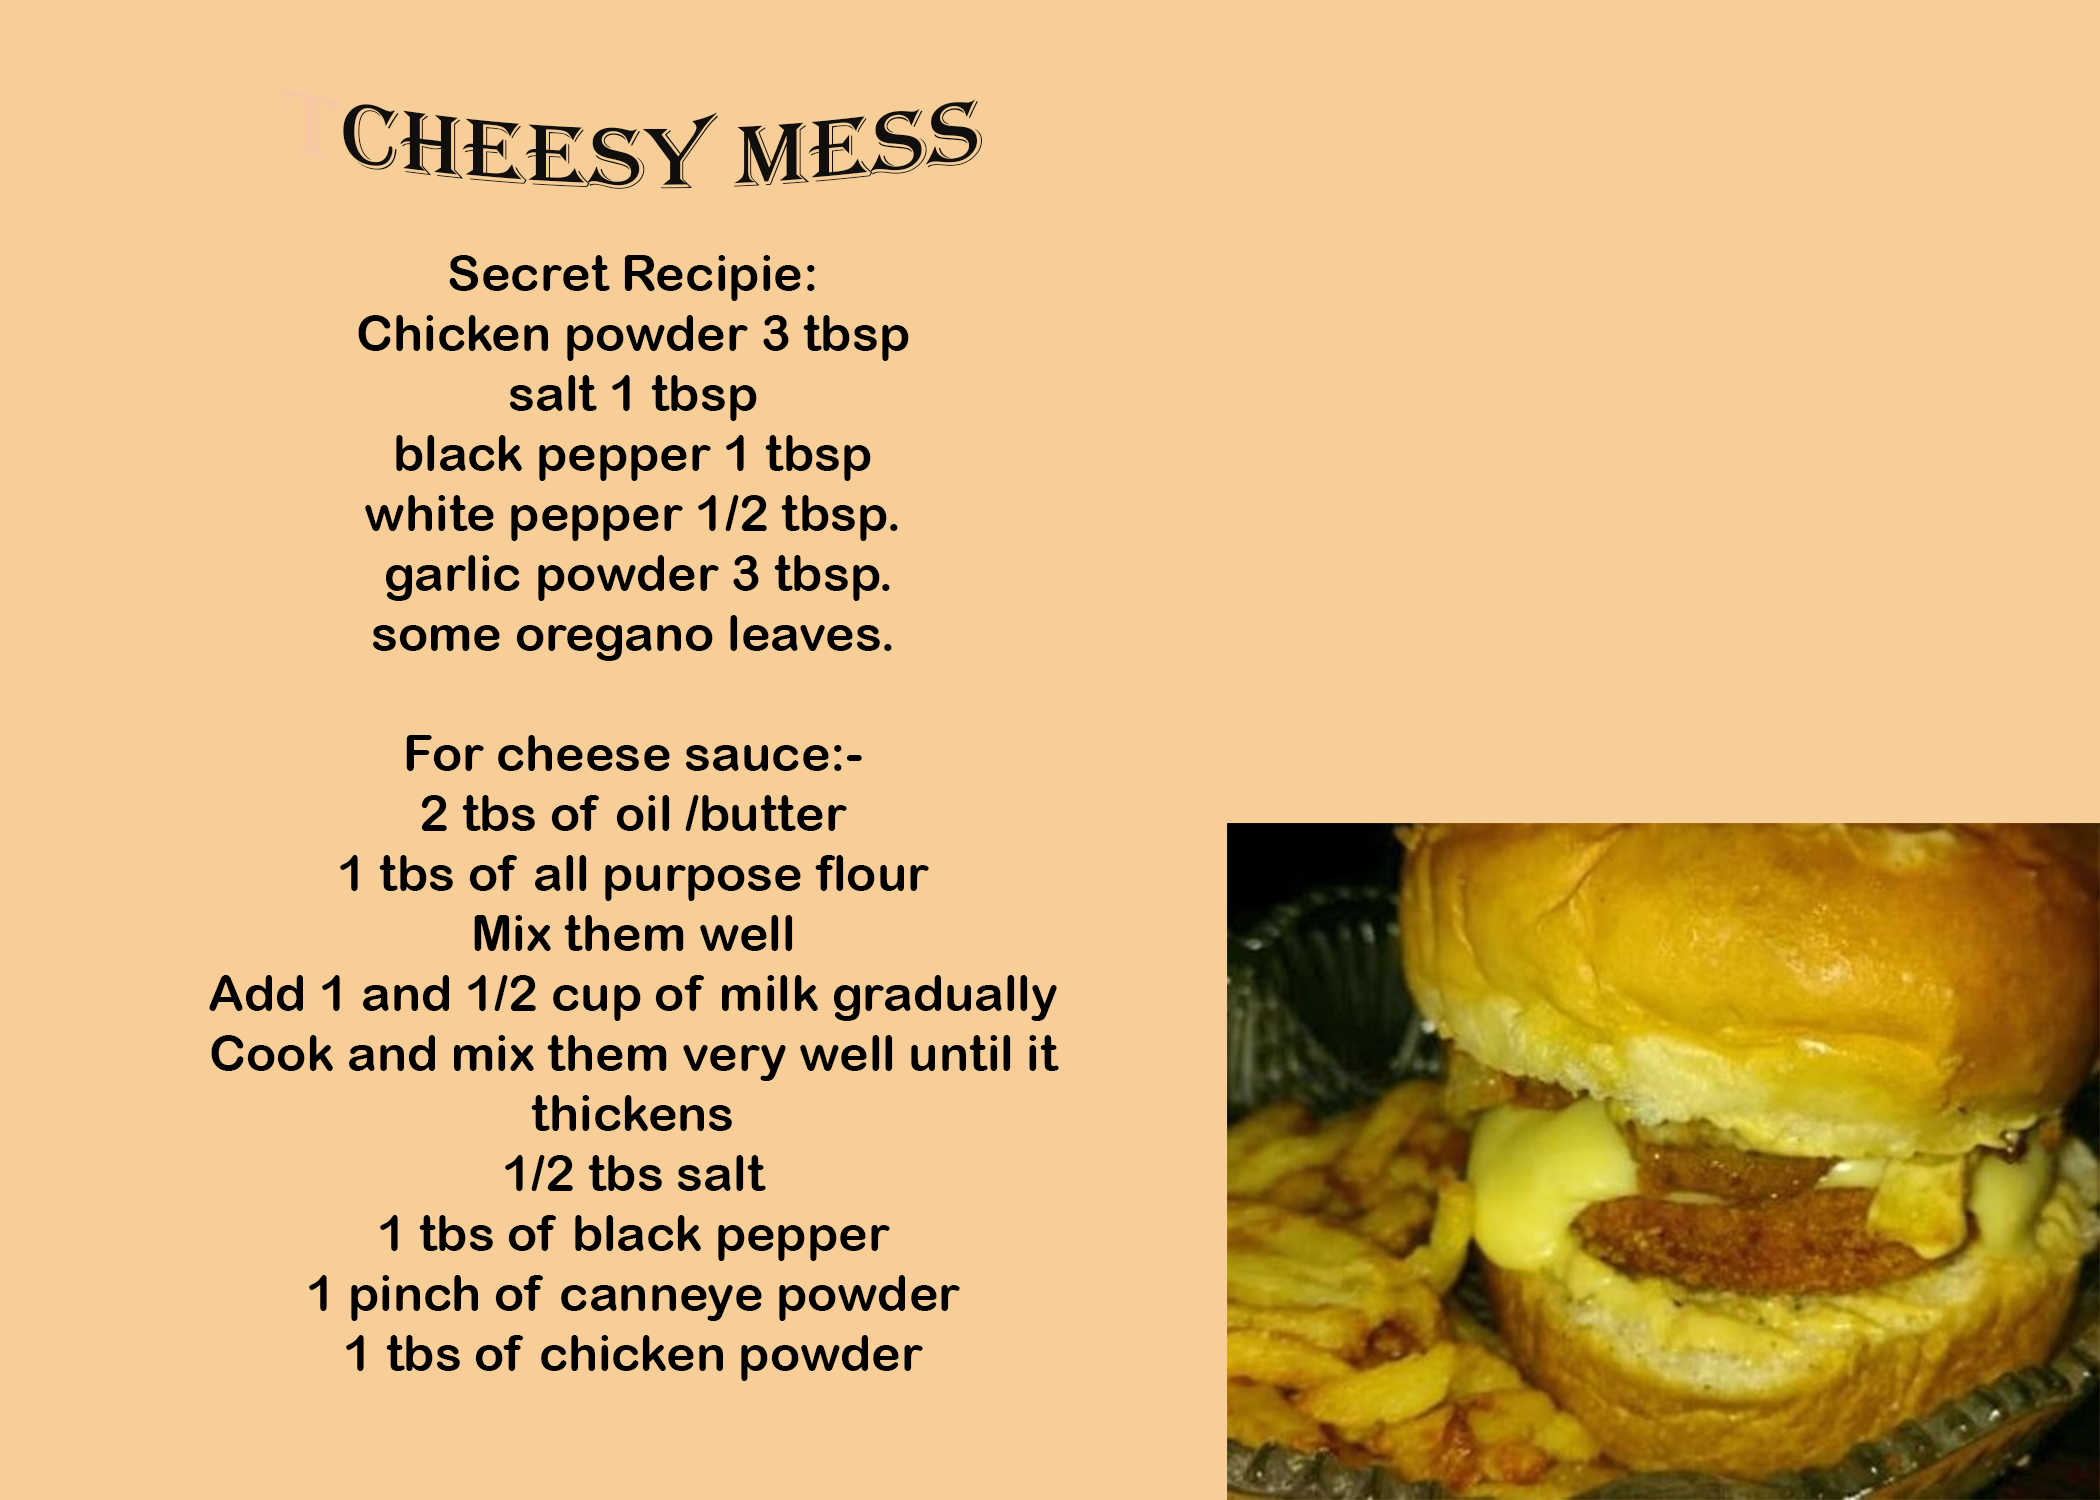 T CHEESY MESS
Secret Recipie:
Chicken powder 3 tbsp
salt 1 tbsp
black pepper 1 tbsp
white pepper 1/2 tbsp.
garlic powder 3 tbsp.
some oregano leaves.
For cheese sauce:-
2 tbs of oil /butter
1 tbs of all purpose flour
Mix them well
Add 1 and 1/2 cup of milk gradually
Cook and mix them very well until it
thickens
1/2 tbs salt
1 tbs of black pepper
1 pinch of canneye powder
1 tbs of chicken powder